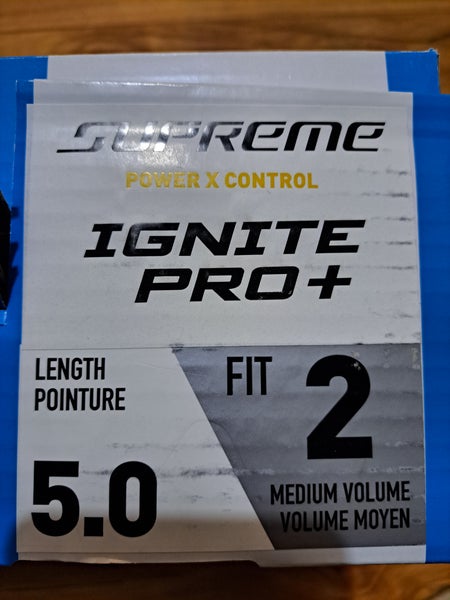 SUPREME
POWER X CONTROL
IGNITE
PRO+
LENGTH
POINTURE
5.0
FIT 2
MEDIUM VOLUME
VOLUME MOYEN